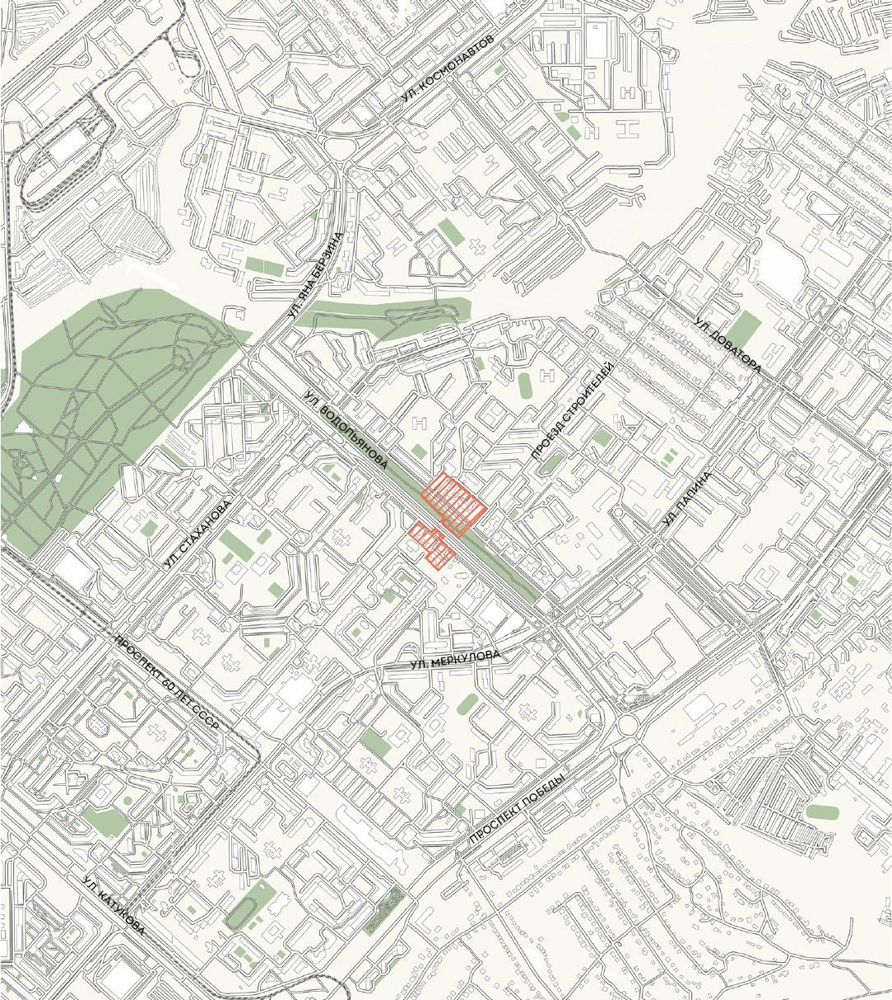 УЛ. КОСМОНАВТОВ
УЛ. ЯНА БЕРЗИНА
УЛ. ДОВАТОРА
УЛ. ВОДОПЬЯНОВА
ПРОЕЗД СТРОИТЕЛЕЙ
УЛ. ПАПИНА
УЛ. СТАХАНОВА
УЛ. МЕРКУЛОВА
ПРОСПЕКТ 60 ЛЕТ СССР
ПРОСПЕКТ ПОБЕДЫ
УЛ. КАТУКОВА